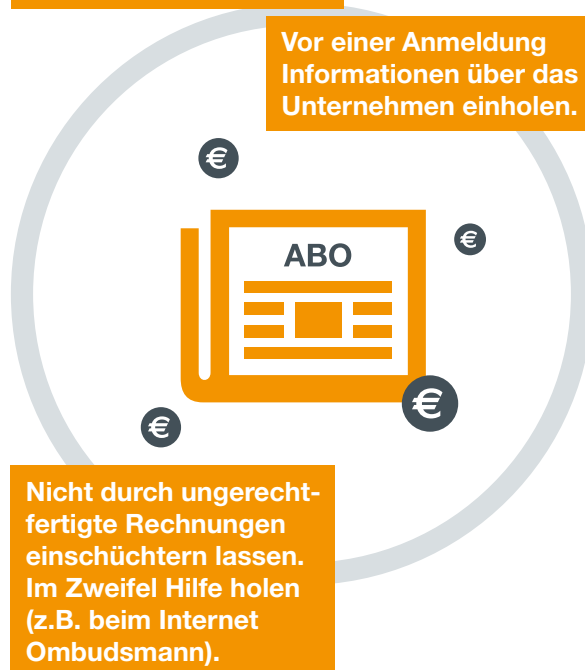 Vor einer Anmeldung
Informationen über das
Unternehmen einholen.
€
€
ABO
€
€
Nicht durch ungerecht-
fertigte Rechnungen
einschüchtern lassen.
Im Zweifel Hilfe holen
(z.B. beim Internet
Ombudsmann).